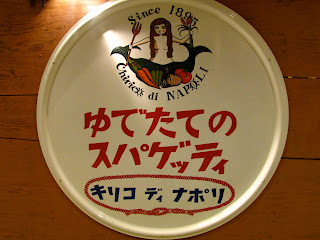 Since 1895
Chirico di NAPOLI
ゆでたての
スパゲッティ
キリコ ディ ナポリ